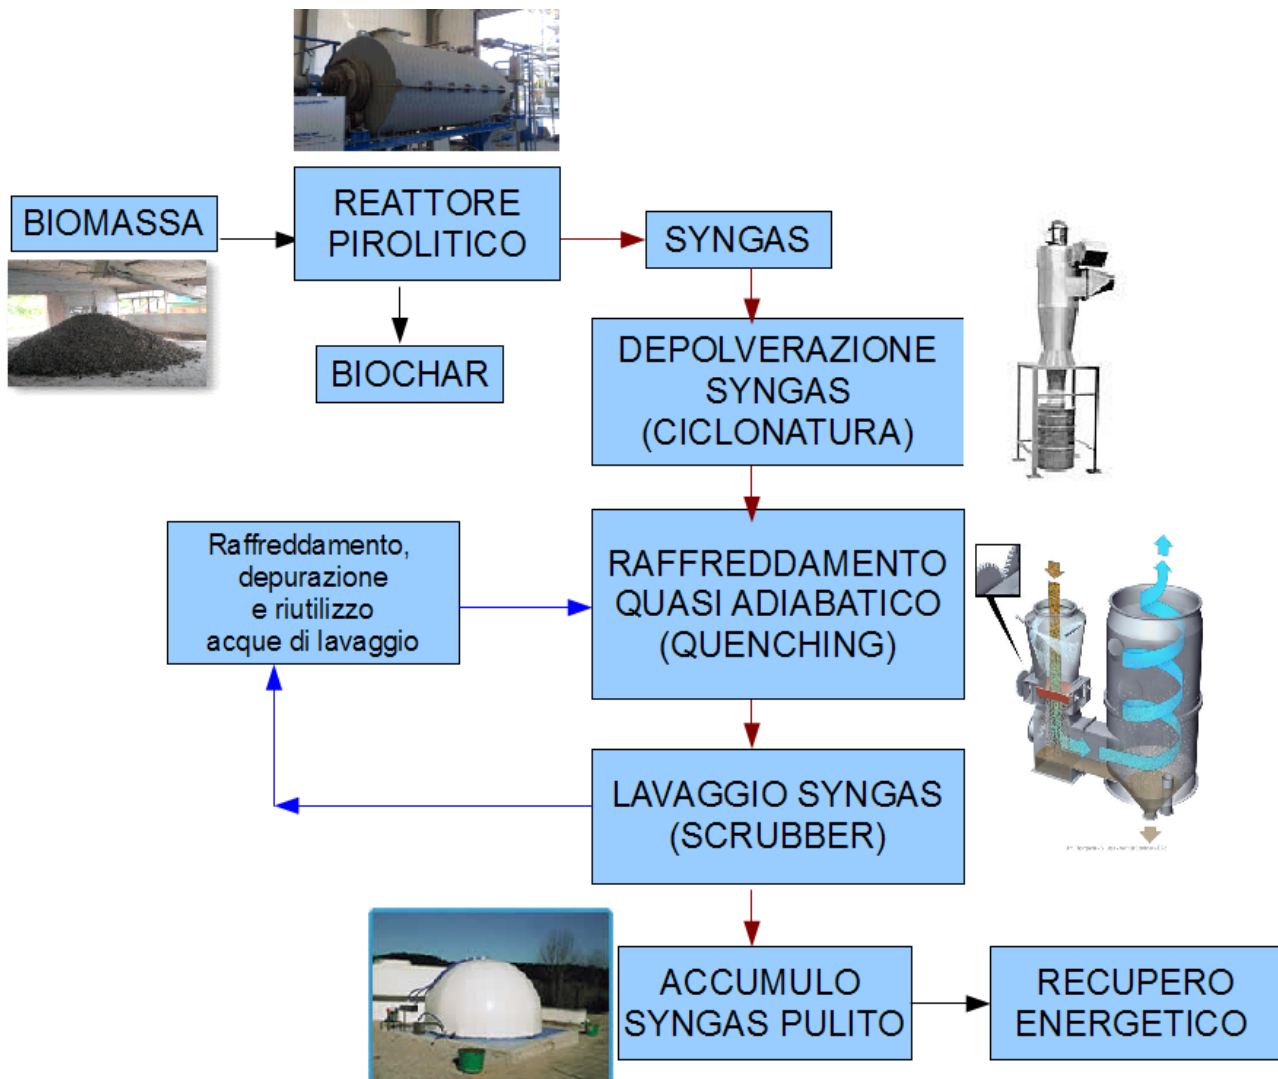 BIOMASSA
REATTORE
PIROLITICO
SYNGAS
BIOCHAR
DEPOLVERAZIONE
SYNGAS
(CICLONATURA)
Raffreddamento,
depurazione
e riutilizzo
acque di lavaggio
RAFFREDDAMENTO
QUASI ADIABATICO
(QUENCHING)
LAVAGGIO SYNGAS
(SCRUBBER)
ACCUMULO
SYNGAS PULITO
RECUPERO
ENERGETICO